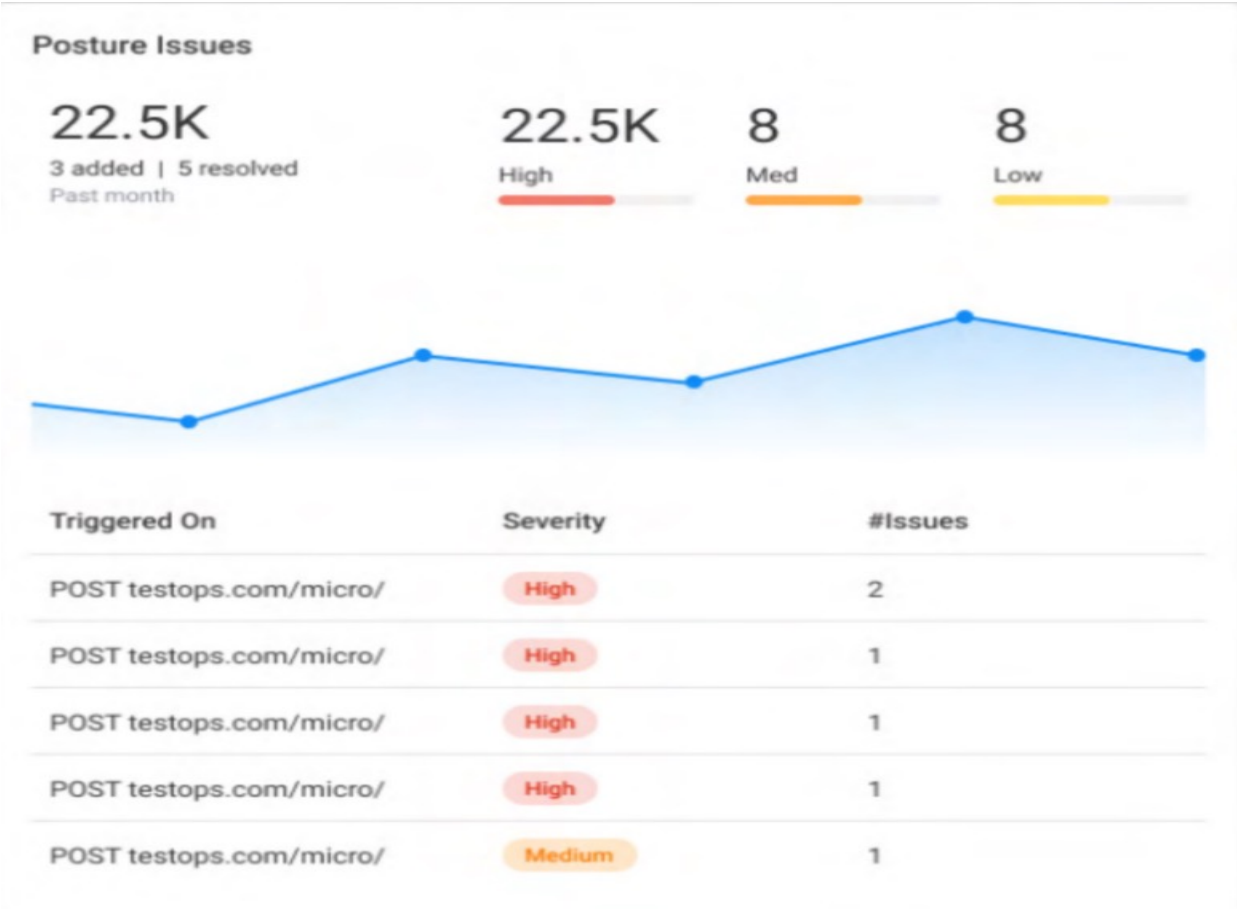 Posture Issues
22.5K
3 added | 5 resolved
Past month
22.5K
High
8
Med
8
Low
Triggered On Severity #Issues
POST testops.com/micro/ High 2
POST testops.com/micro/ High 1
POST testops.com/micro/ High 1
POST testops.com/micro/ High 1
POST testops.com/micro/ Medium 1